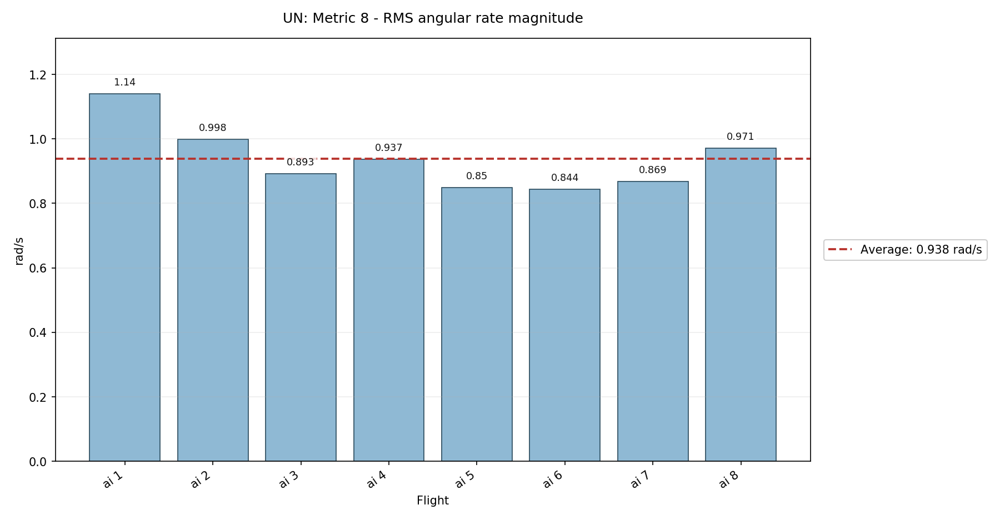 UN: Metric 8 - RMS angular rate magnitude
rad/s
1.2
1.0
0.8
0.6
0.4
0.2
0.0
1.14
0.998
0.893
0.937
0.85
0.844
0.869
0.971
Average: 0.938 rad/s
ai 1
ai 2
ai 3
ai 4
ai 5
ai 6
ai 7
ai 8
Flight